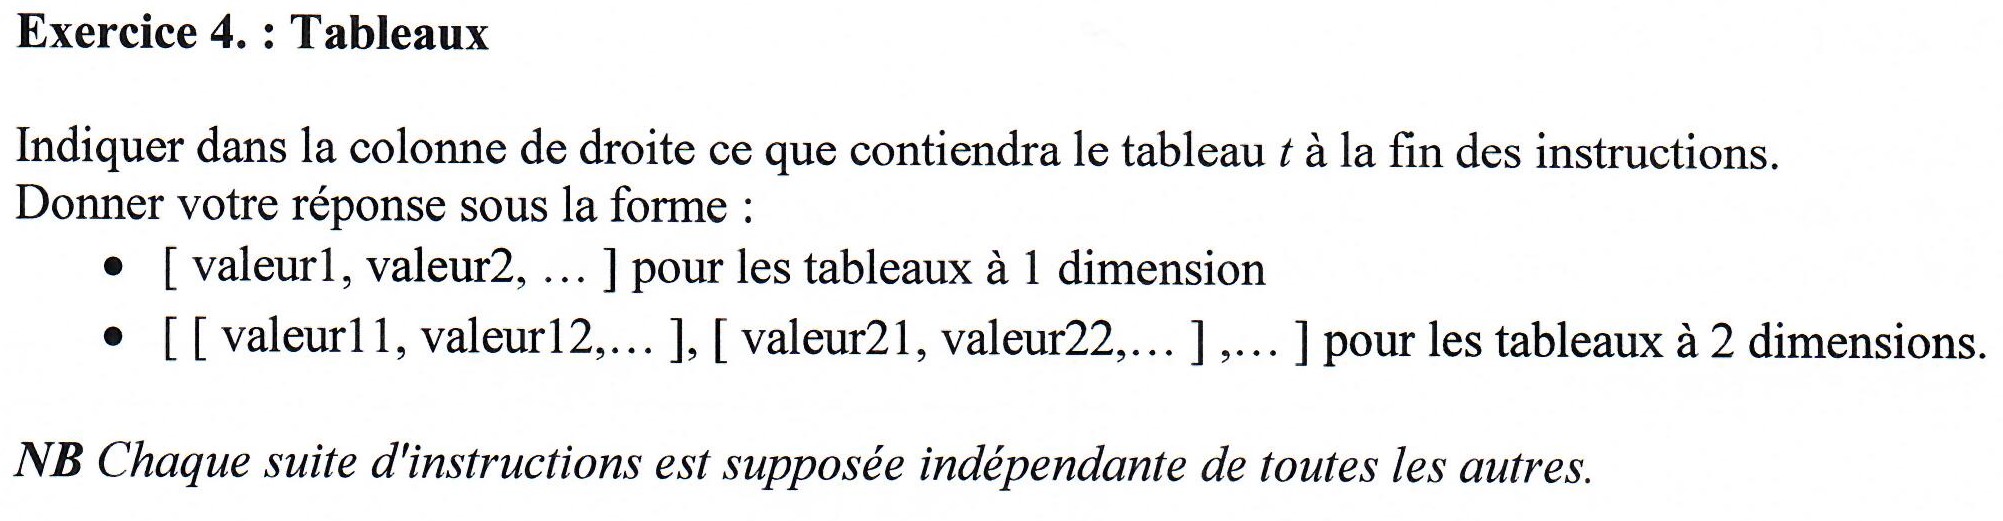 Exercice 4. : Tableaux
Indiquer dans la colonne de droite ce que contiendra le tableau t à la fin des instructions.
Donner votre réponse sous la forme :
• [ valeur1, valeur2, … ] pour les tableaux à 1 dimension
• [ [ valeur11, valeur12,… ], [ valeur21, valeur22,… ] ,… ] pour les tableaux à 2 dimensions.
NB Chaque suite d'instructions est supposée indépendante de toutes les autres.